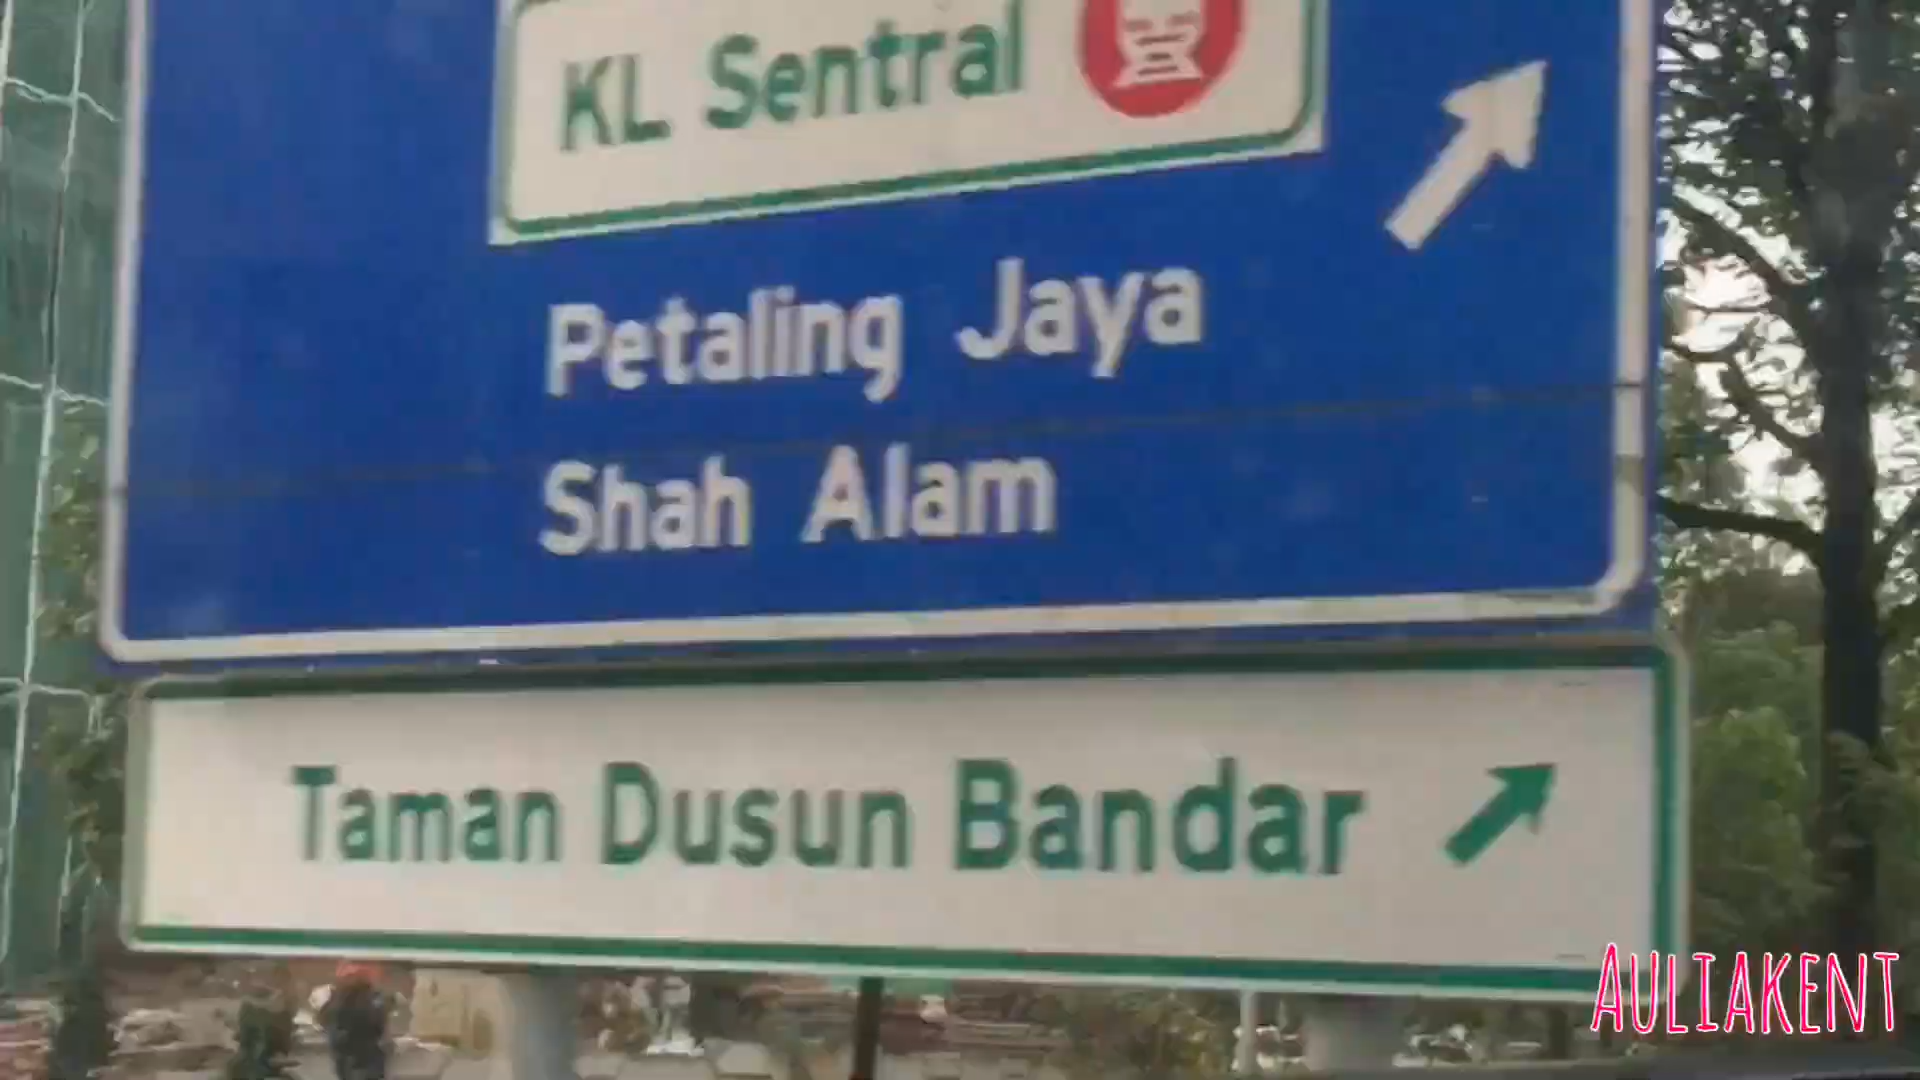 KL Sentral
Petaling Jaya
Shah Alam
Taman Dusun Bandar
AULIAKENT